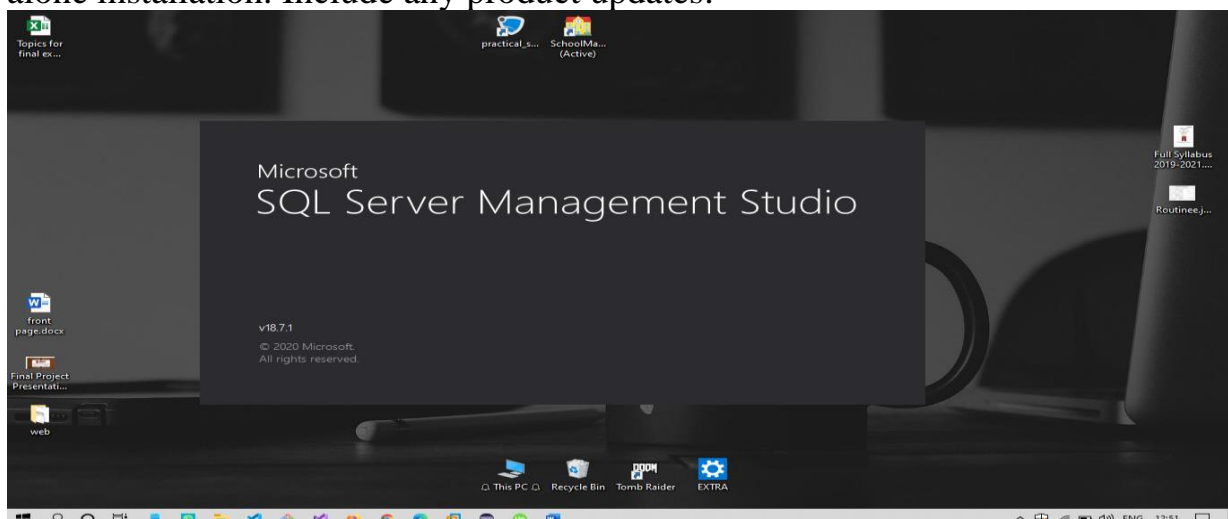 alone installation. Include any product updates.
Topics for
final ex...
practical_s...
SchoolMa...
(Active)
Microsoft
SQL Server Management Studio
v18.7.1
© 2020 Microsoft.
All rights reserved.
Full Syllabus
2019-2021....
Routinee.j...
front
page.docx
Final Project
Presentati...
web
This PC
Recycle Bin
DOOM
Tomb Raider
EXTRA
ENG
12:51